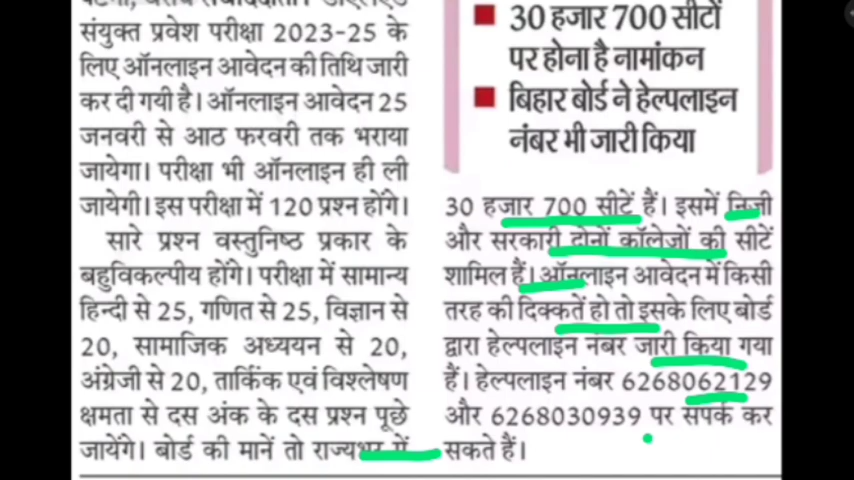 संयुक्त प्रवेश परीक्षा 2023-25 के
लिए ऑनलाइन आवेदन की तिथि जारी
कर दी गयी है। ऑनलाइन आवेदन 25
जनवरी से आठ फरवरी तक भराया
जायेगा। परीक्षा भी ऑनलाइन ही ली
जायेगी। इस परीक्षा में 120 प्रश्न होंगे।
सारे प्रश्न वस्तुनिष्ठ प्रकार के
बहुविकल्पीय होंगे। परीक्षा में सामान्य
हिन्दी से 25, गणित से 25, विज्ञान से
20, सामाजिक अध्ययन से 20,
अंग्रेजी से 20, तार्किक एवं विश्लेषण
क्षमता से दस अंक के दस प्रश्न पूछे
जायेंगे। बोर्ड की मानें तो राज्यभर में
30 हजार 700 सीटों
पर होना है नामांकन
बिहार बोर्ड ने हेल्पलाइन
नंबर भी जारी किया
30 हजार 700 सीटें हैं। इसमें निजी
और सरकारी दोनों कॉलेजों की सीटें
शामिल हैं। ऑनलाइन आवेदन में किसी
तरह की दिक्कतें हो तो इसके लिए बोर्ड
द्वारा हेल्पलाइन नंबर जारी किया गया
हैं। हेल्पलाइन नंबर 6268062129
और 6268030939 पर संपर्क कर
सकते हैं।